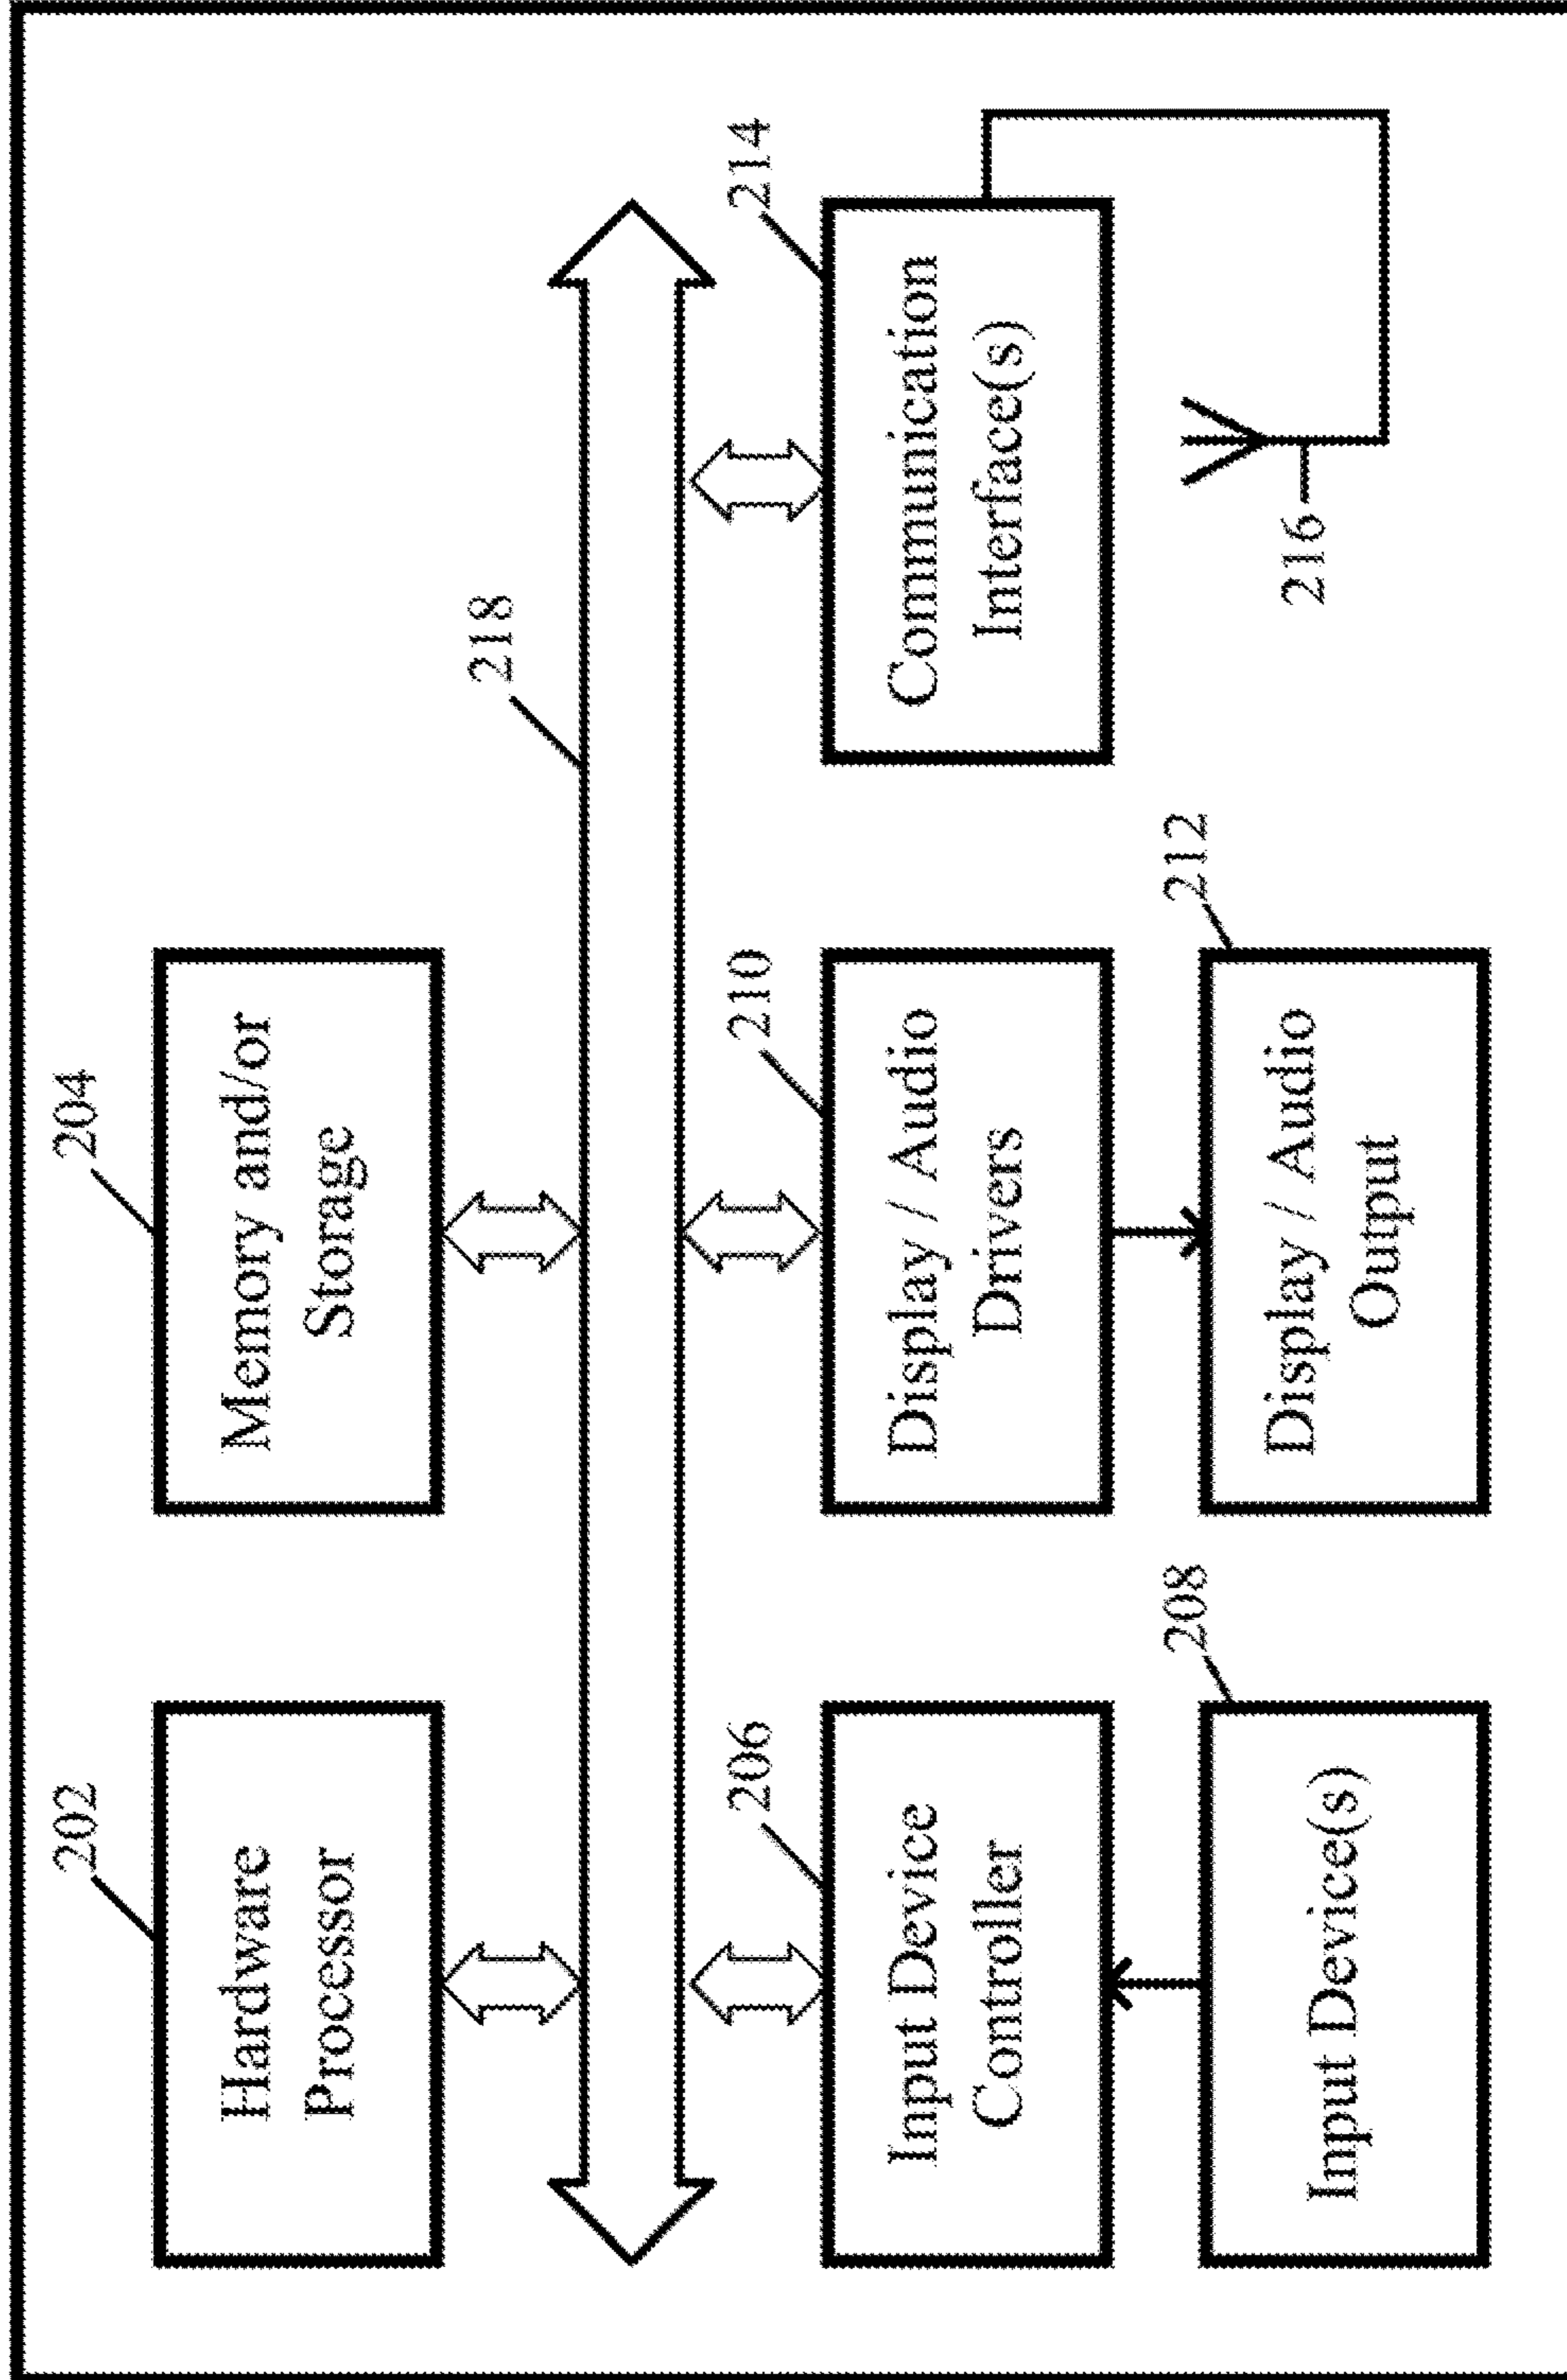 202
Hardware
Processor
204
Memory and/or
Storage
218
206
Input Device
Controller
210
Display / Audio
Drivers
214
Communication
Interface(s)
208
Input Device(s)
212
Display / Audio
Output
216